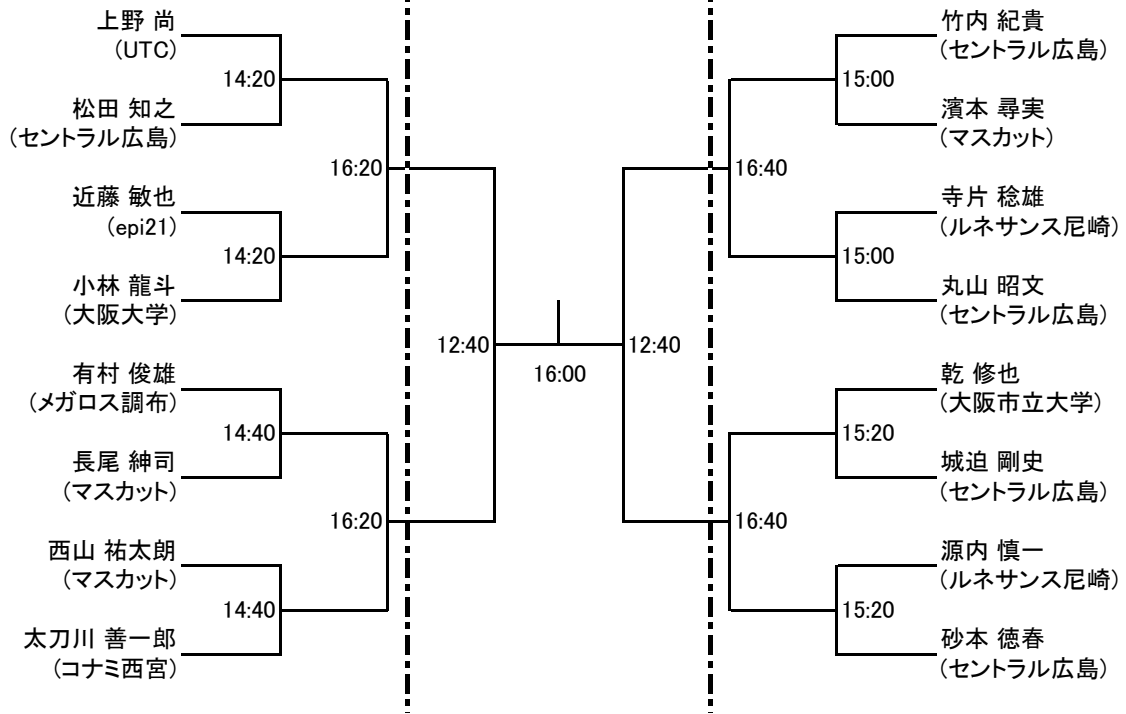 上野 尚
(UTC)
14:20
松田 知之
(セントラル広島)
16:20
近藤 敏也
(epi21)
14:20
小林 龍斗
(大阪大学)
12:40
有村 俊雄
(メガロス調布)
14:40
長尾 紳司
(マスカット)
16:20
西山 祐太朗
(マスカット)
14:40
太刀川 善一郎
(コナミ西宮)
16:00
竹内 紀貴
(セントラル広島)
15:00
濱本 尋実
(マスカット)
16:40
寺片 稔雄
(ルネサンス尼崎)
15:00
丸山 昭文
(セントラル広島)
12:40
乾 修也
(大阪市立大学)
15:20
城迫 剛史
(セントラル広島)
16:40
源内 慎一
(ルネサンス尼崎)
15:20
砂本 徳春
(セントラル広島)